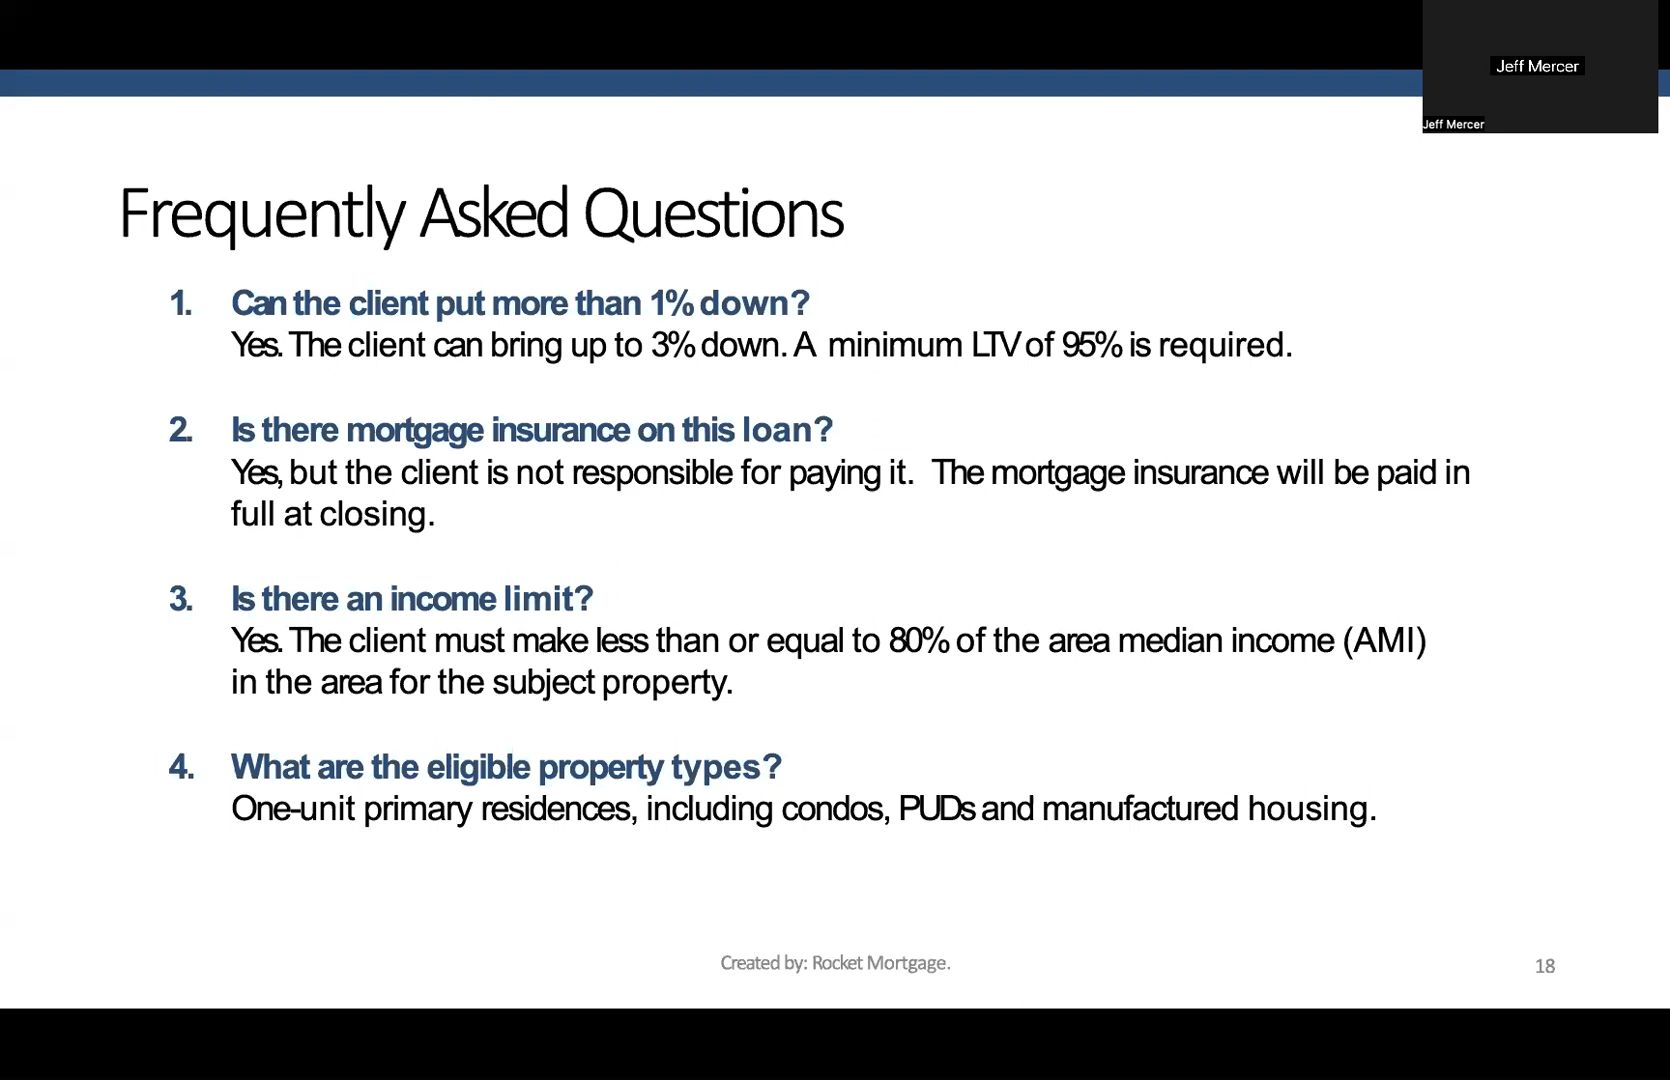 Jeff Mercer
Jeff Mercer
Frequently Asked Questions
1. Can the client put more than 1% down?
Yes. The client can bring up to 3% down. A minimum LTV of 95% is required.
2. Is there mortgage insurance on this loan?
Yes, but the client is not responsible for paying it. The mortgage insurance will be paid in
full at closing.
3. Is there an income limit?
Yes. The client must make less than or equal to 80% of the area median income (AMI)
in the area for the subject property.
4. What are the eligible property types?
One-unit primary residences, including condos, PUDs and manufactured housing.
Created by: Rocket Mortgage.
18